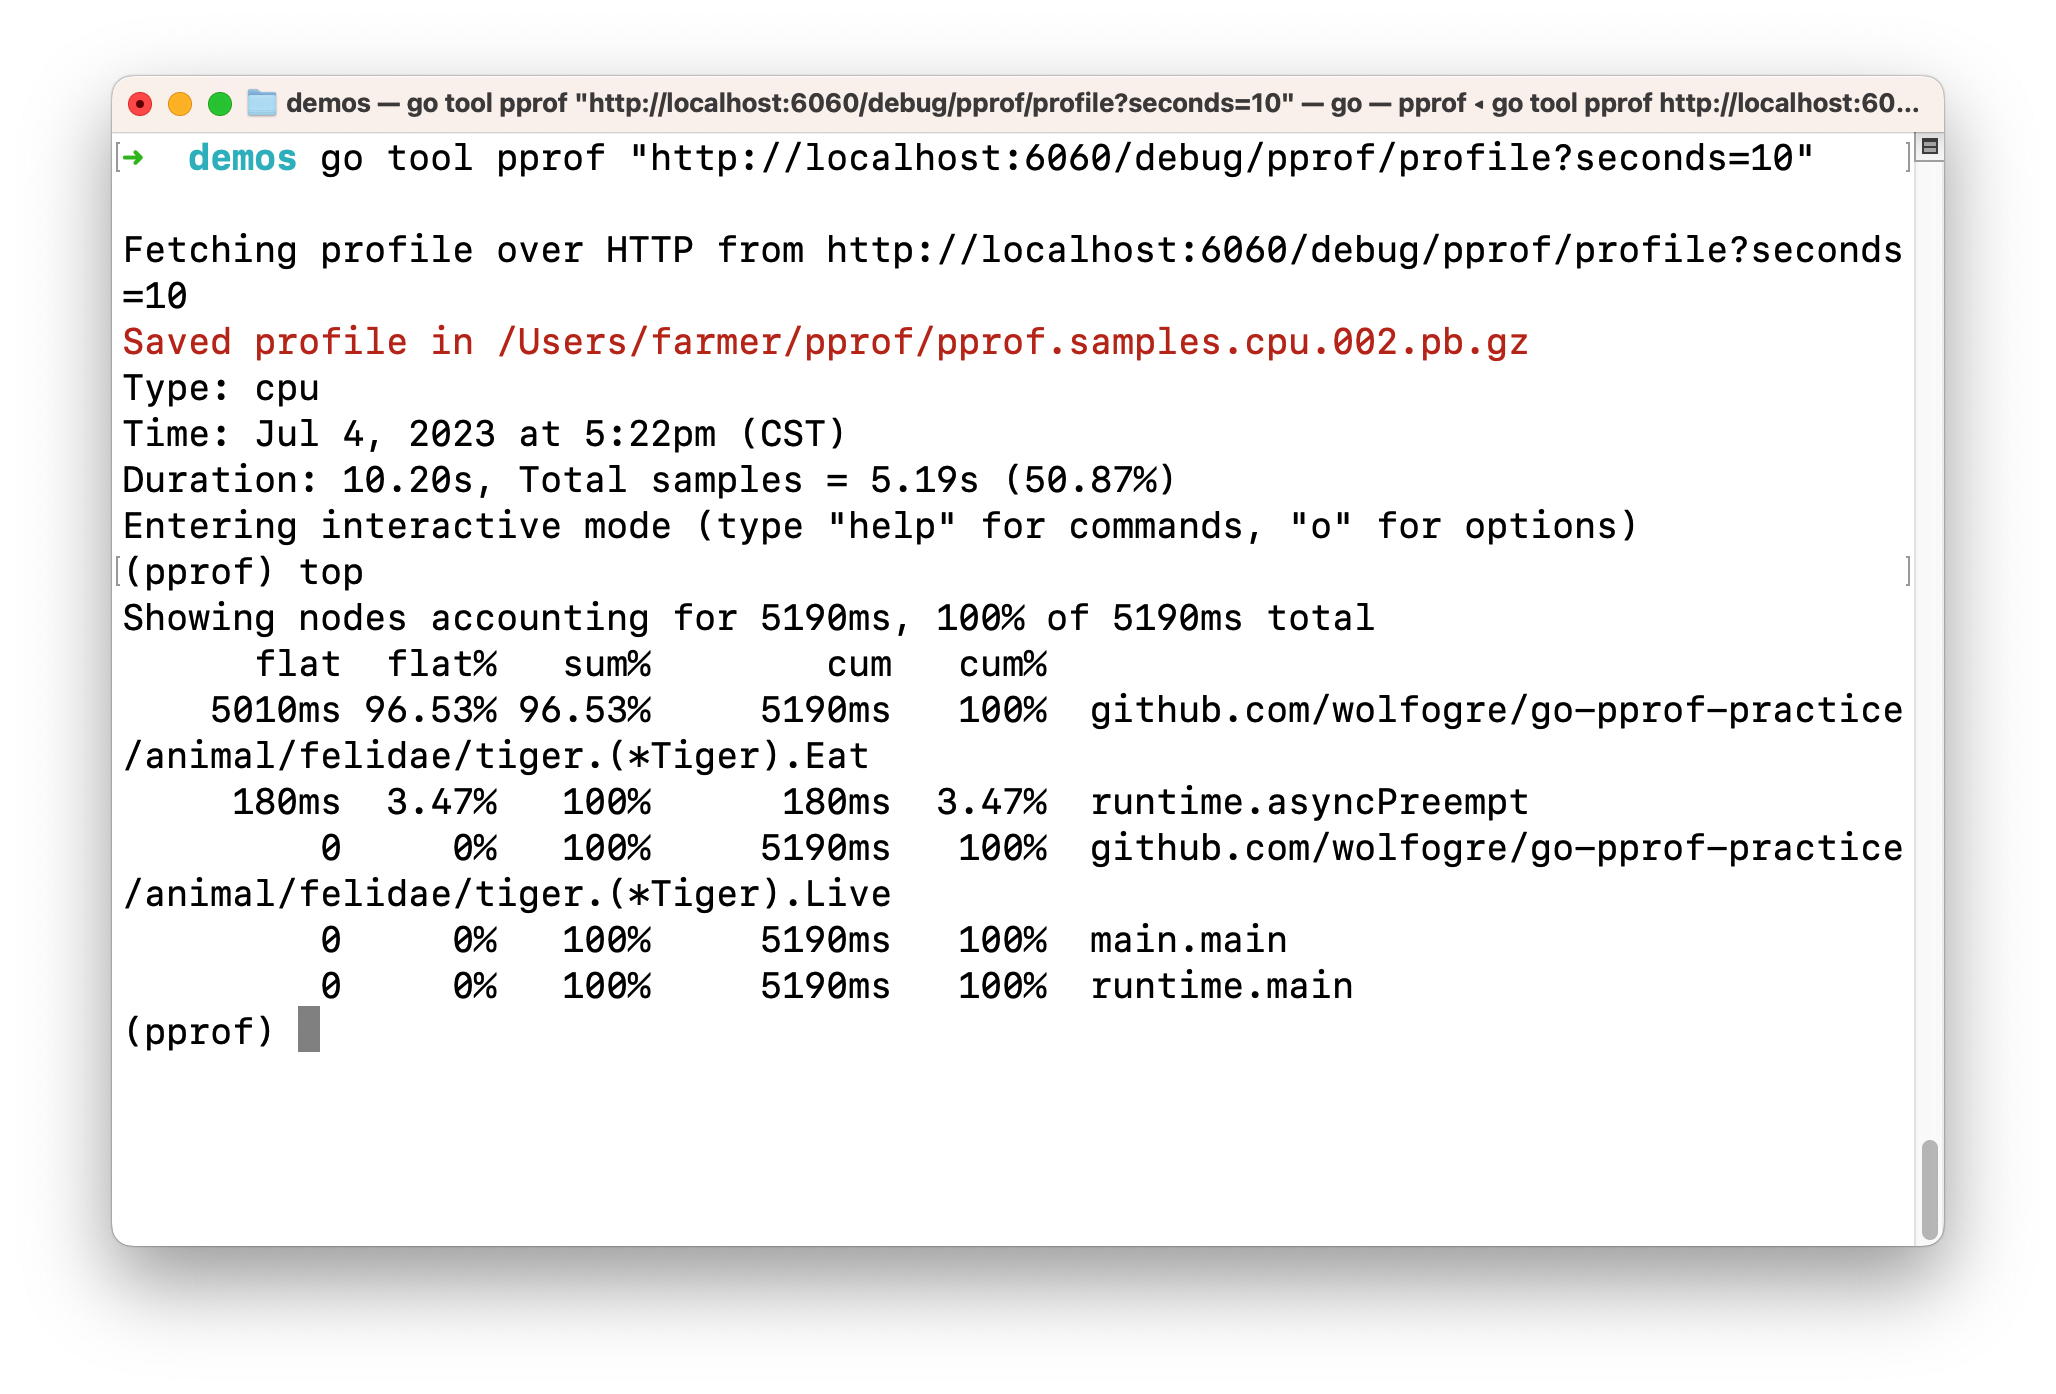 demos — go tool pprof "http://localhost:6060/debug/pprof/profile?seconds=10" — go — pprof ◂ go tool pprof http://localhost:60...
➜  demos go tool pprof "http://localhost:6060/debug/pprof/profile?seconds=10"
Fetching profile over HTTP from http://localhost:6060/debug/pprof/profile?seconds
=10
Saved profile in /Users/farmer/pprof/pprof.samples.cpu.002.pb.gz
Type: cpu
Time: Jul 4, 2023 at 5:22pm (CST)
Duration: 10.20s, Total samples = 5.19s (50.87%)
Entering interactive mode (type "help" for commands, "o" for options)
(pprof) top
Showing nodes accounting for 5190ms, 100% of 5190ms total
      flat  flat%   sum%        cum   cum%
    5010ms 96.53% 96.53%     5190ms   100%  github.com/wolfogre/go-pprof-practice
/animal/felidae/tiger.(*Tiger).Eat
     180ms  3.47%   100%      180ms  3.47%  runtime.asyncPreempt
         0     0%   100%     5190ms   100%  github.com/wolfogre/go-pprof-practice
/animal/felidae/tiger.(*Tiger).Live
         0     0%   100%     5190ms   100%  main.main
         0     0%   100%     5190ms   100%  runtime.main
(pprof)